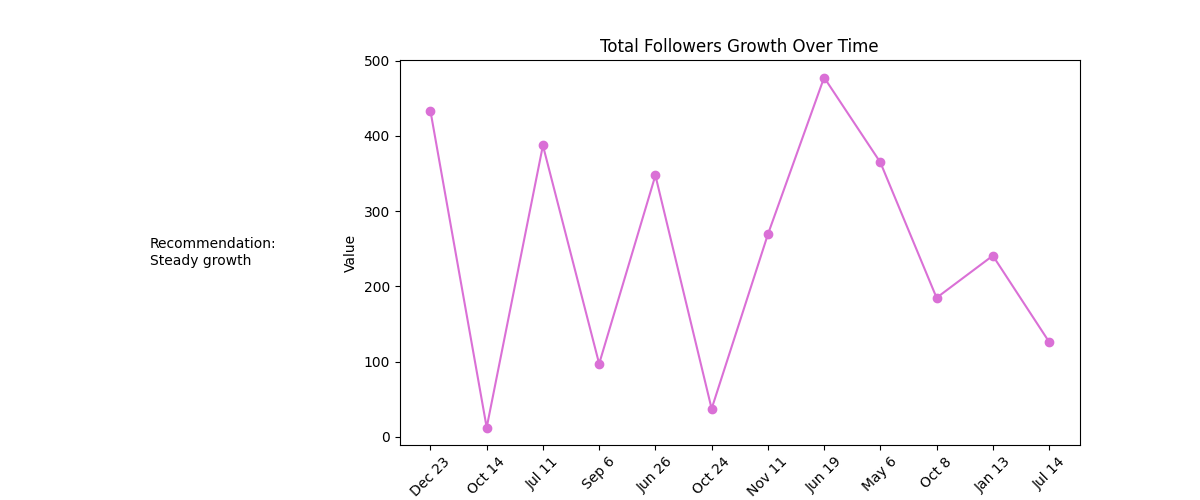 Total Followers Growth Over Time
Recommendation:
Steady growth
Value
500
400
300
200
100
0
Dec 23
Oct 14
Jul 11
Sep 6
Jun 26
Oct 24
Nov 11
Jun 19
May 6
Oct 8
Jan 13
Jul 14